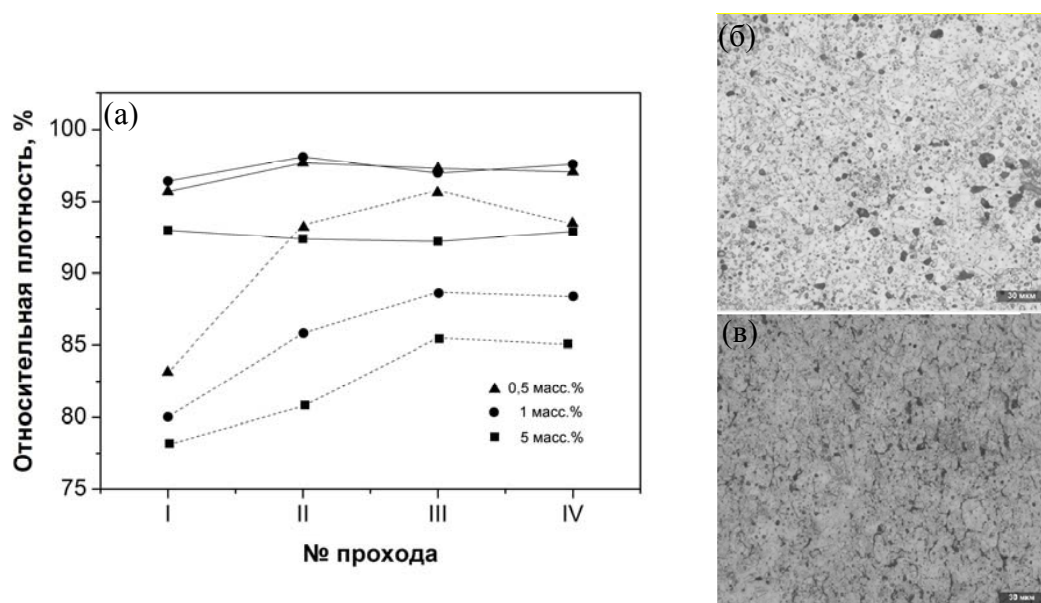 (а)
Относительная плотность, %
100
95
90
85
80
75
I II III IV
№ прохода
0,5 масс.%
1 масс.%
5 масс.%
(б)
30 мкм
(в)
30 мкм